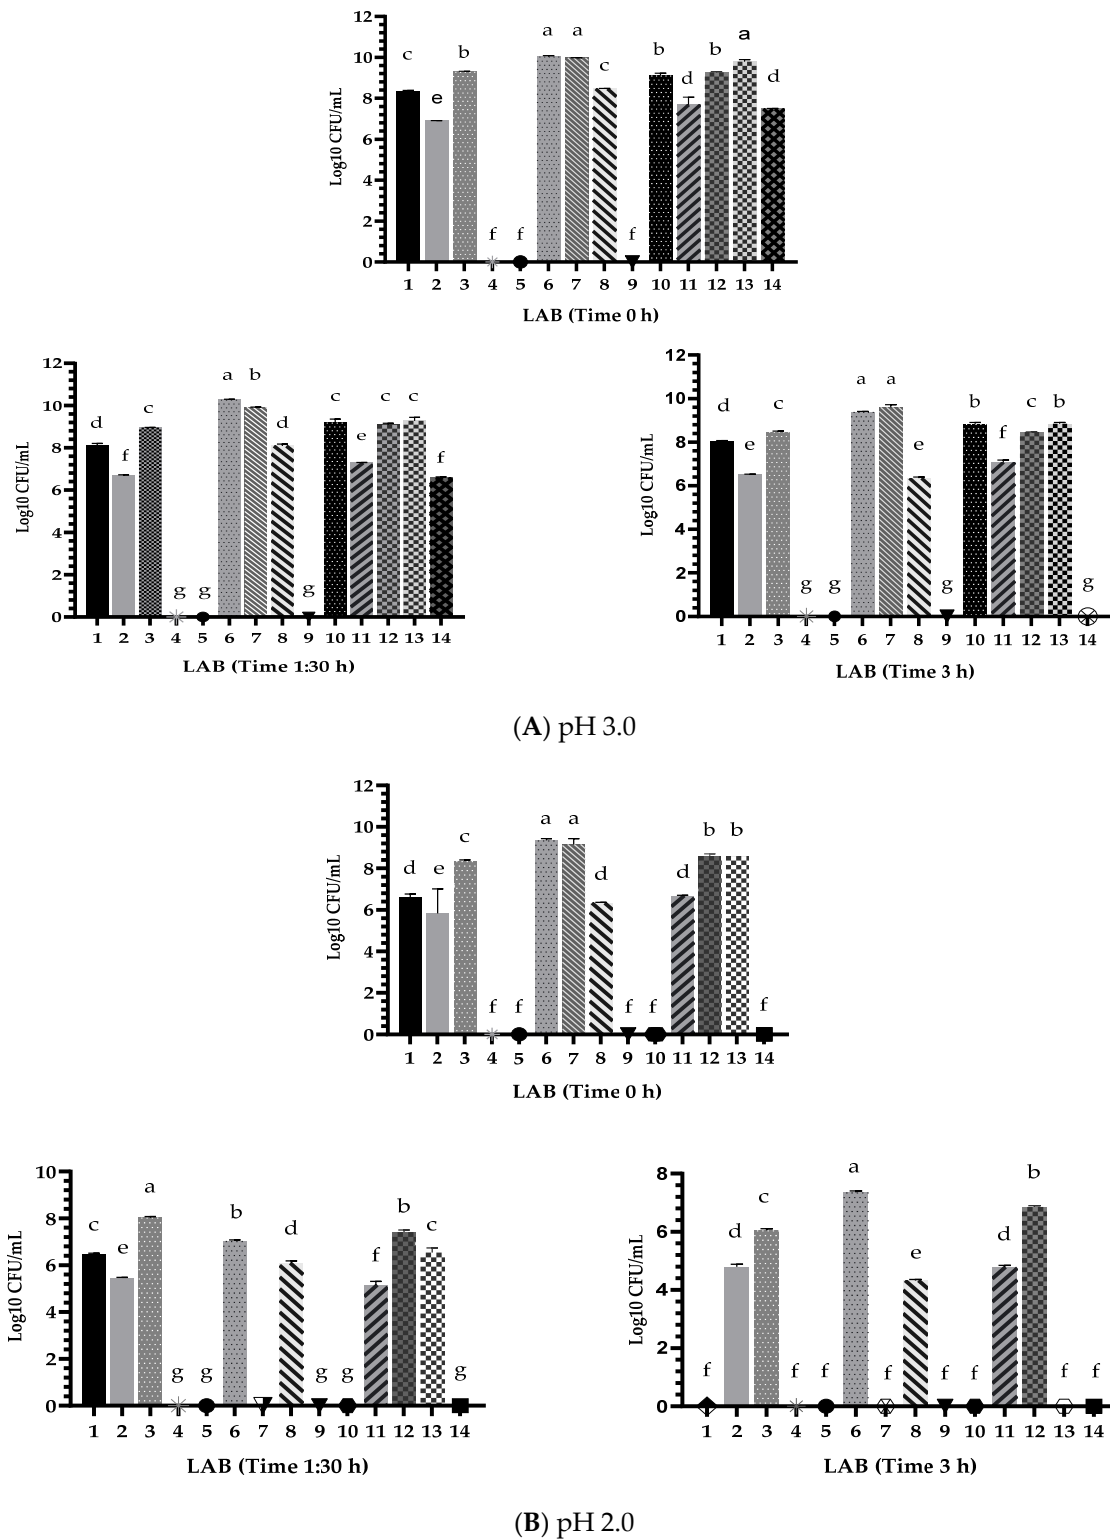 12
10
8
6
4
2
0
Log10 CFU/mL
c e b f f a a c f b d b a d
1 2 3 4 5 6 7 8 9 10 11 12 13 14
LAB (Time 0 h)
12
10
8
6
4
2
0
Log10 CFU/mL
d f c g g a b d g c e c c f
1 2 3 4 5 6 7 8 9 10 11 12 13 14
LAB (Time 1:30 h)
12
10
8
6
4
2
0
Log10 CFU/mL
d e c g g a a e g b f c b g
1 2 3 4 5 6 7 8 9 10 11 12 13 14
LAB (Time 3 h)
(A) pH 3.0
12
10
8
6
4
2
0
Log10 CFU/mL
d e c f f a a d f f d b b f
1 2 3 4 5 6 7 8 9 10 11 12 13 14
LAB (Time 0 h)
10
8
6
4
2
0
Log10 CFU/mL
c e a g g b d g g f b c g
1 2 3 4 5 6 7 8 9 10 11 12 13 14
LAB (Time 1:30 h)
8
6
4
2
0
Log10 CFU/mL
f d c f f a f e f f d b f f
1 2 3 4 5 6 7 8 9 10 11 12 13 14
LAB (Time 3 h)
(B) pH 2.0